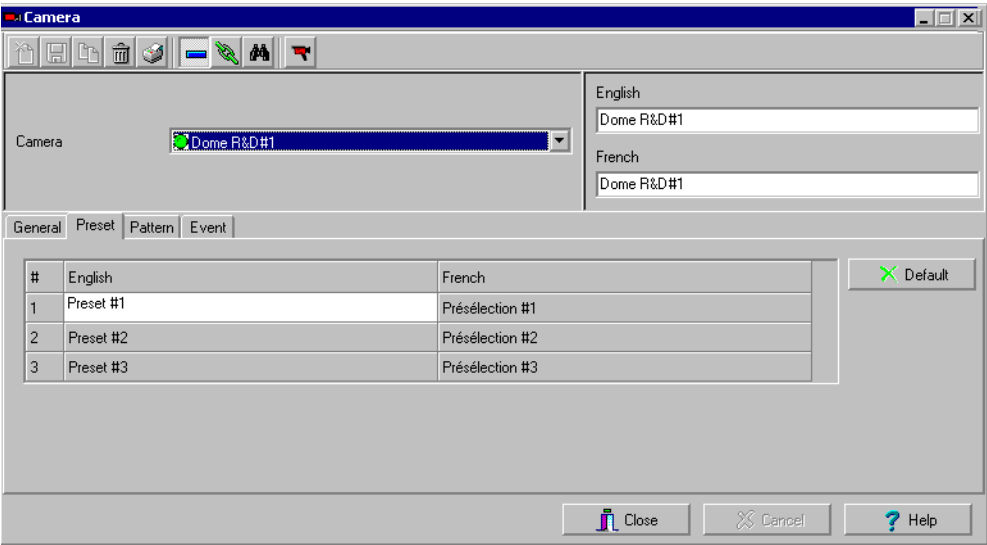 Camera
English
Dome R&D#1
Camera
Dome R&D#1
French
Dome R&D#1
General Preset Pattern Event
# English French
1 Preset #1 Présélection #1
2 Preset #2 Présélection #2
3 Preset #3 Présélection #3
Default
Close Cancel Help